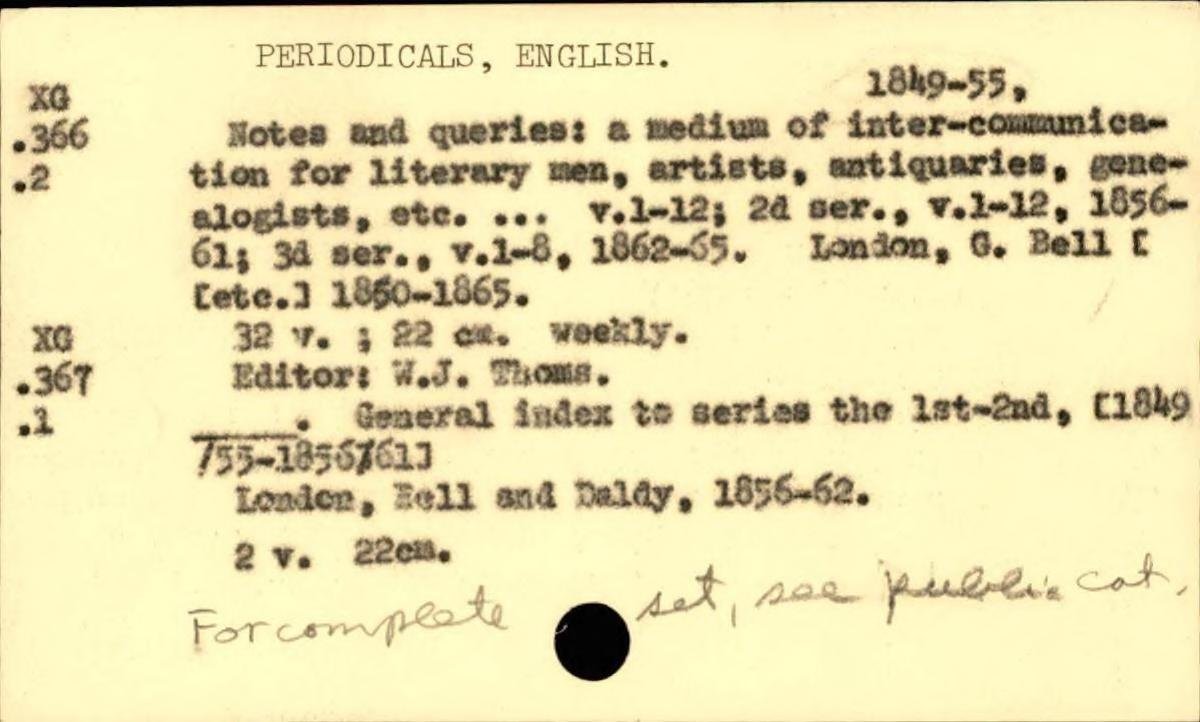 PERIODICALS, ENGLISH.
1849-55,
XG
.366 Notes and queries: a medium of inter-communica-
.2 tion for literary men, artists, antiquaries, gene-
alogists, etc. ... v.1-12; 2d ser., v.1-12, 1856-
61; 3d ser., v.1-8, 1862-65. London, G. Bell [
[etc.] 1850-1865.
XG 32 v. ; 22 cm. weekly.
.367 Editor: W.J. Thoms.
.1 _____. General index to series the 1st-2nd, [1849
/55-1856/61]
London, Bell and Daldy, 1856-62.
2 v. 22cm.
For complete set, see public cat.